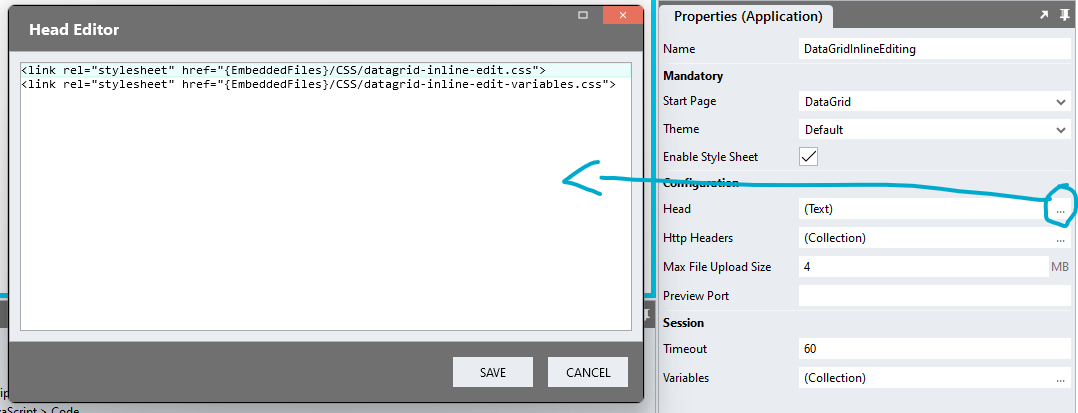 Head Editor
<link rel="stylesheet" href="{EmbeddedFiles}/CSS/datagrid-inline-edit.css">
<link rel="stylesheet" href="{EmbeddedFiles}/CSS/datagrid-inline-edit-variables.css">
SAVE CANCEL
Properties (Application)
Name DataGridInlineEditing
Mandatory
Start Page DataGrid
Theme Default
Enable Style Sheet
Configuration
Head (Text) ...
Http Headers (Collection) ...
Max File Upload Size 4 MB
Preview Port
Session
Timeout 60
Variables (Collection) ...
> Code